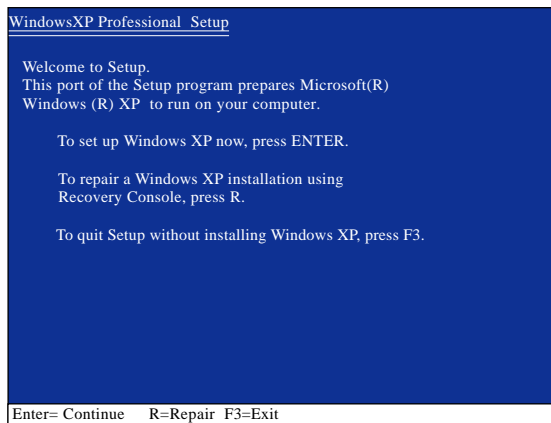 WindowsXP Professional  Setup
Welcome to Setup.
This port of the Setup program prepares Microsoft(R)
Windows (R) XP  to run on your computer.
To set up Windows XP now, press ENTER.
To repair a Windows XP installation using
Recovery Console, press R.
To quit Setup without installing Windows XP, press F3.
Enter= Continue    R=Repair  F3=Exit